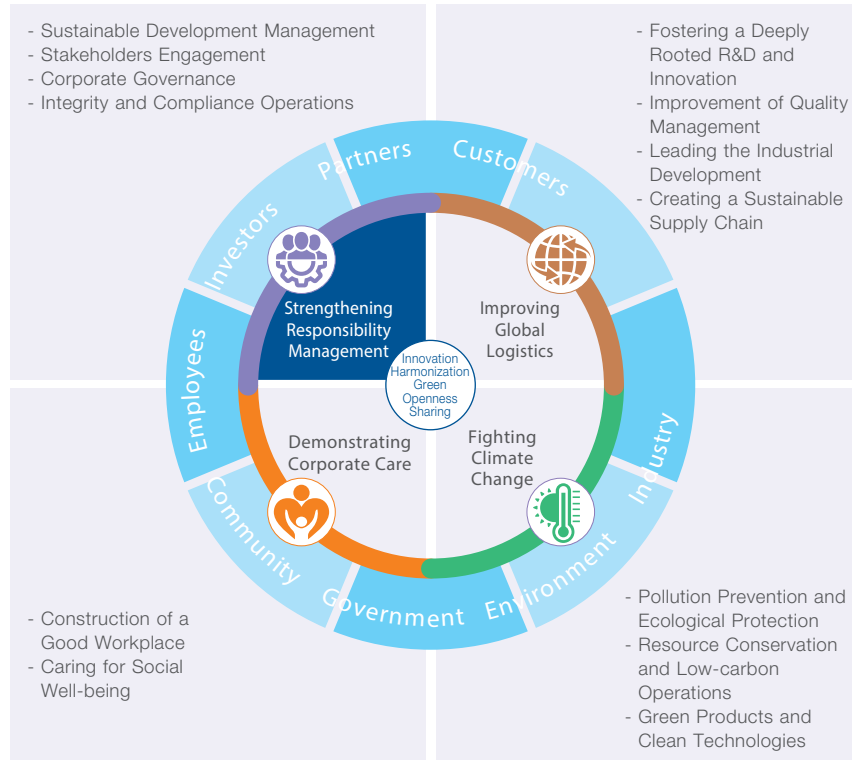 - Sustainable Development Management
- Stakeholders Engagement
- Corporate Governance
- Integrity and Compliance Operations
- Fostering a Deeply
Rooted R&D and
Innovation
- Improvement of Quality
Management
- Leading the Industrial
Development
- Creating a Sustainable
Supply Chain
Partners
Customers
Investors
Employees
Industry
Community
Government
Environment
Strengthening
Responsibility
Management
Improving
Global
Logistics
Innovation
Harmonization
Green
Openness
Sharing
Demonstrating
Corporate Care
Fighting
Climate
Change
- Construction of a
Good Workplace
- Caring for Social
Well-being
- Pollution Prevention and
Ecological Protection
- Resource Conservation
and Low-carbon
Operations
- Green Products and
Clean Technologies